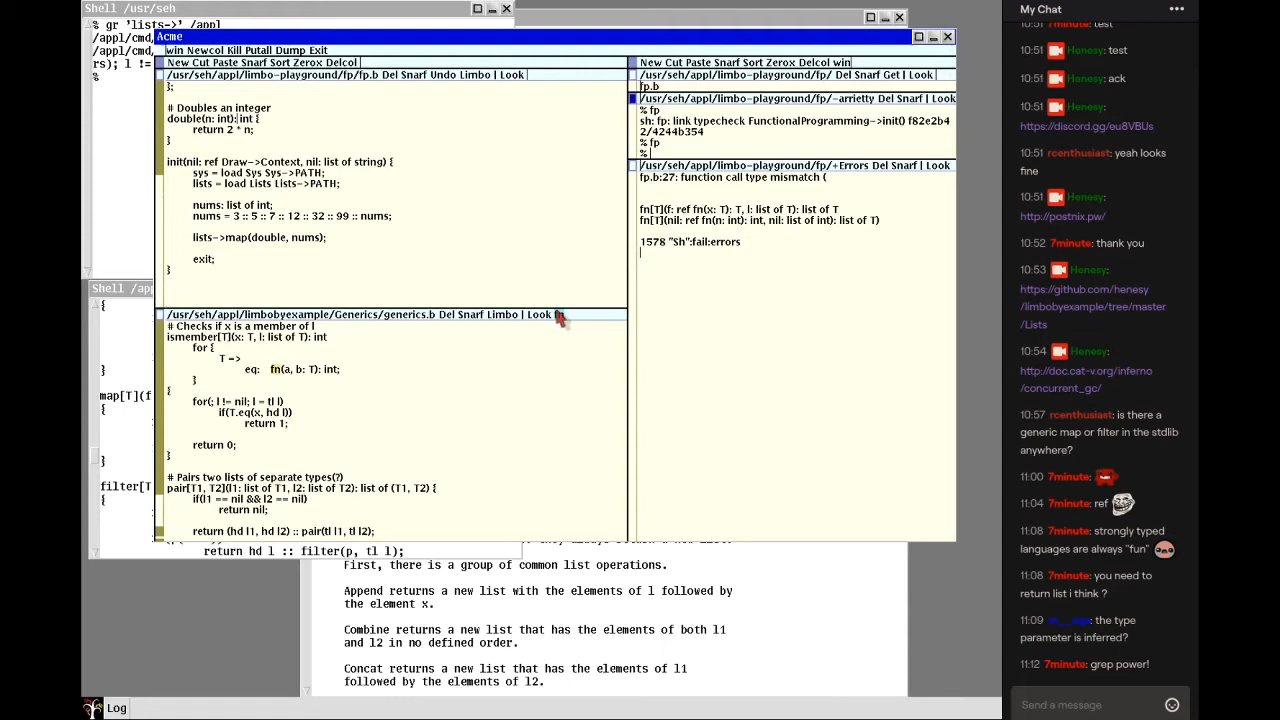 Shell /usr/seh
% gr 'lists->' /appl
/appl/cmd,
/appl/cmd,
rs); l !=
%
Acme
win Newcol Kill Putall Dump Exit
New Cut Paste Snarf Sort Zerox Delcol
/usr/seh/appl/limbo-playground/fp/fp.b Del Snarf Undo Limbo | Look
};
# Doubles an integer
double(n: int): int {
return 2 * n;
}
init(nil: ref Draw->Context, nil: list of string) {
sys = load Sys Sys->PATH;
lists = load Lists Lists->PATH;
nums: list of int;
nums = 3 :: 5 :: 7 :: 12 :: 32 :: 99 :: nums;
lists->map(double, nums);
exit;
}
/usr/seh/appl/limbobyexample/Generics/generics.b Del Snarf Limbo | Look fn
# Checks if x is a member of l
ismember[T](x: T, l: list of T): int
for {
T =>
eq: fn(a, b: T): int;
}
{
for(; l != nil; l = tl l)
if(T.eq(x, hd l))
return 1;
return 0;
}
# Pairs two lists of separate types(?)
pair[T1, T2](l1: list of T1, l2: list of T2): list of (T1, T2) {
if(l1 == nil && l2 == nil)
return nil;
return (hd l1, hd l2) :: pair(tl l1, tl l2);
New Cut Paste Snarf Sort Zerox Delcol win
/usr/seh/appl/limbo-playground/fp/ Del Snarf Get | Look
fp.b
/usr/seh/appl/limbo-playground/fp/-arrietty Del Snarf | Look
% fp
sh: fp: link typecheck FunctionalProgramming->init() f82e2b4
2/4244b354
% fp
%
/usr/seh/appl/limbo-playground/fp/+Errors Del Snarf | Look
fp.b:27: function call type mismatch (
fn[T](f: ref fn(x: T): T, l: list of T): list of T
fn[T](nil: ref fn(n: int): int, nil: list of int): list of T)
1578 "Sh":fail:errors
Shell /usr/seh
{
}
map[T](f
{
}
filter[T
{
return hd l :: filter(p, tl l);
First, there is a group of common list operations.
Append returns a new list with the elements of l followed by
the element x.
Combine returns a new list that has the elements of both l1
and l2 in no defined order.
Concat returns a new list that has the elements of l1
followed by the elements of l2.
Log
My Chat
10:51 7minute: test
10:51 Henesy: test
10:51 Henesy: ack
10:51 Henesy:
https://discord.gg/eu8VBUs
10:51 rcenthusiast: yeah looks
fine
10:51 Henesy:
http://postnix.pw/
10:52 7minute: thank you
10:53 Henesy:
https://github.com/henesy
/limbobyexample/tree/master
/Lists
10:54 Henesy:
http://doc.cat-v.org/inferno
/concurrent_gc/
10:57 rcenthusiast: is there a
generic map or filter in the stdlib
anywhere?
11:00 7minute:
11:04 7minute: ref
11:08 7minute: strongly typed
languages are always "fun"
11:08 7minute: you need to
return list i think ?
11:09 : the type
parameter is inferred?
11:12 7minute: grep power!
Send a message